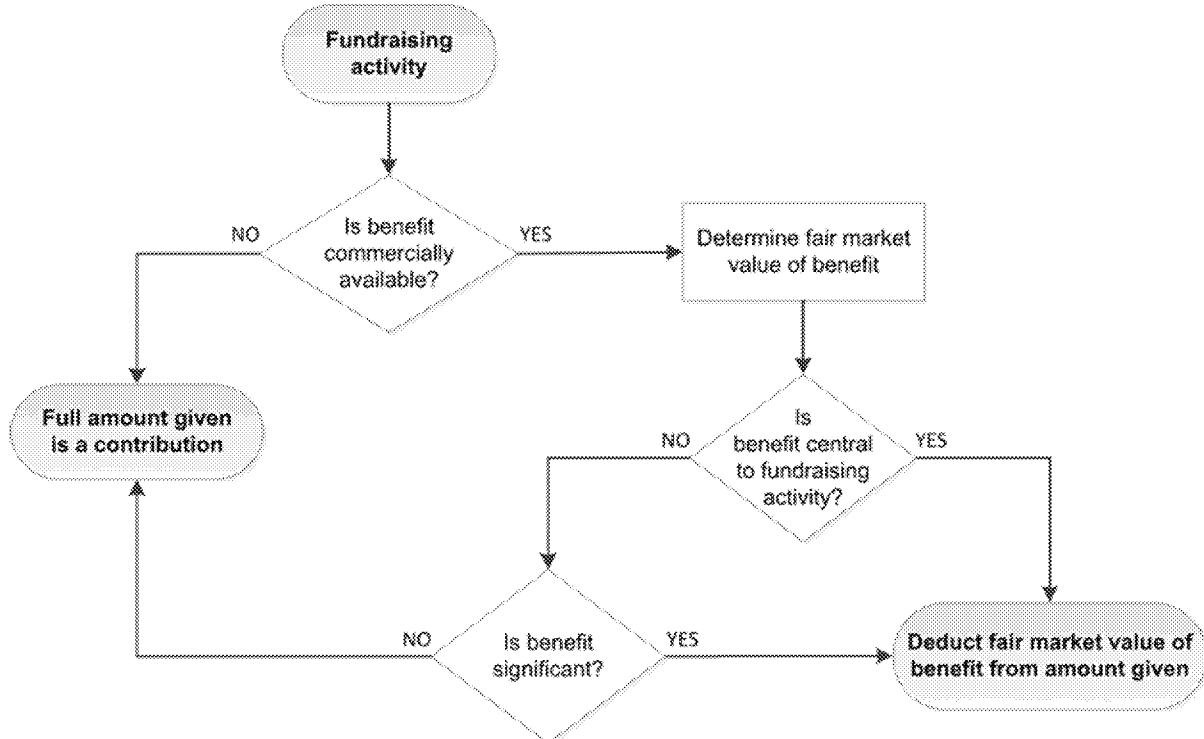 Fundraising
activity
NO
Is benefit
commercially
available?
YES
Determine fair market
value of benefit
Full amount given
is a contribution
NO
Is
benefit central
to fundraising
activity?
YES
NO
Is benefit
significant?
YES
Deduct fair market value of
benefit from amount given